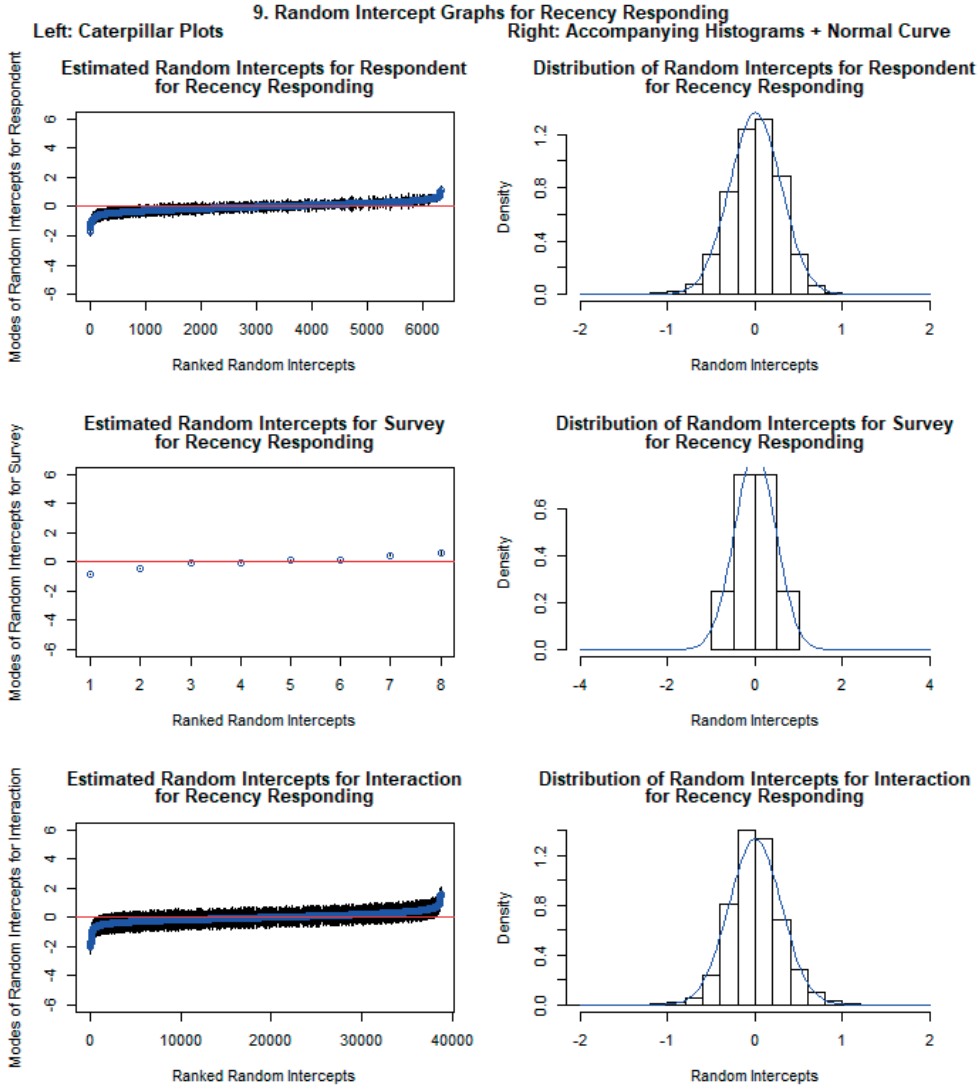 9. Random Intercept Graphs for Recency Responding
Left: Caterpillar Plots
Right: Accompanying Histograms + Normal Curve
Estimated Random Intercepts for Respondent
for Recency Responding
Modes of Random Intercepts for Respondent
6
4
2
0
-2
-4
-6
0 1000 2000 3000 4000 5000 6000
Ranked Random Intercepts
Distribution of Random Intercepts for Respondent
for Recency Responding
Density
1.2
0.8
0.4
0.0
-2 -1 0 1 2
Random Intercepts
Estimated Random Intercepts for Survey
for Recency Responding
Modes of Random Intercepts for Survey
6
4
2
0
-2
-4
-6
1 2 3 4 5 6 7 8
Ranked Random Intercepts
Distribution of Random Intercepts for Survey
for Recency Responding
Density
0.6
0.4
0.2
0.0
-4 -2 0 2 4
Random Intercepts
Estimated Random Intercepts for Interaction
for Recency Responding
Modes of Random Intercepts for Interaction
6
4
2
0
-2
-4
-6
0 10000 20000 30000 40000
Ranked Random Intercepts
Distribution of Random Intercepts for Interaction
for Recency Responding
Density
1.2
0.8
0.4
0.0
-2 -1 0 1 2
Random Intercepts